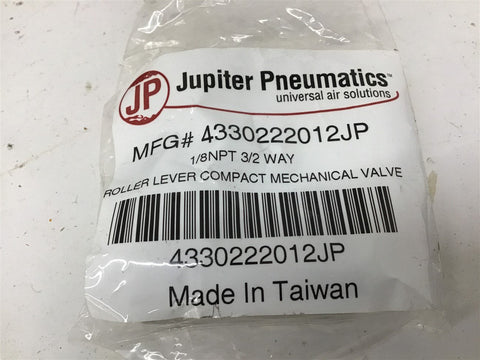 JP Jupiter Pneumatics™
universal air solutions
MFG# 4330222012JP
1/8NPT 3/2 WAY
ROLLER LEVER COMPACT MECHANICAL VALVE
4330222012JP
Made In Taiwan